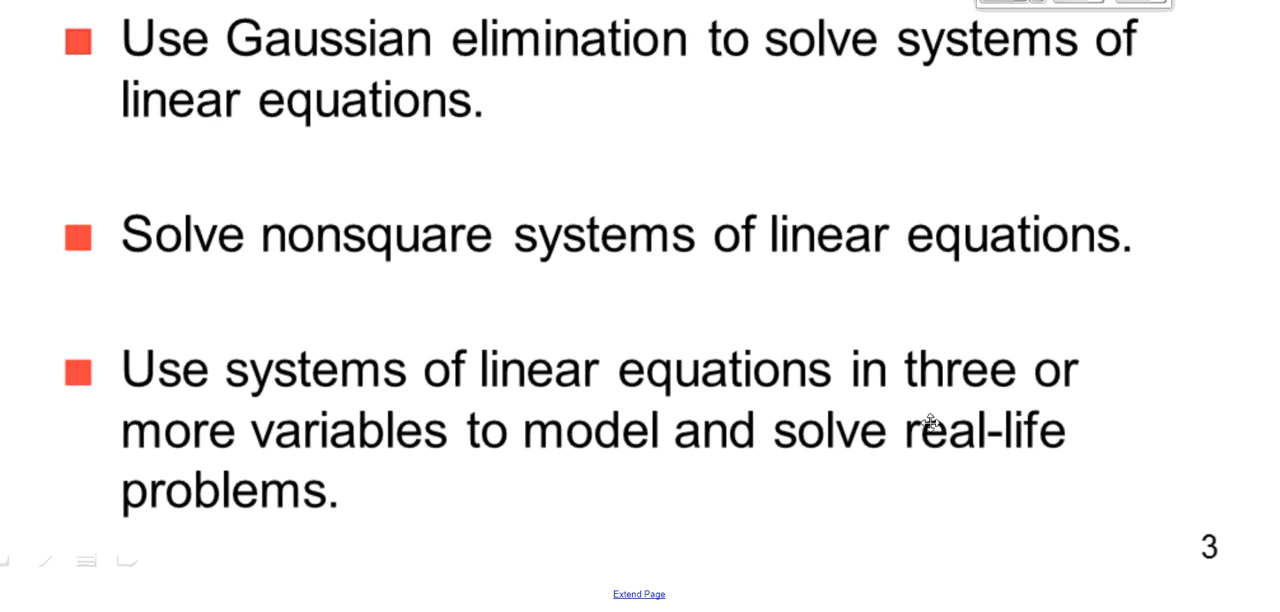 Use Gaussian elimination to solve systems of
linear equations.
Solve nonsquare systems of linear equations.
Use systems of linear equations in three or
more variables to model and solve real-life
problems.
3
Extend Page